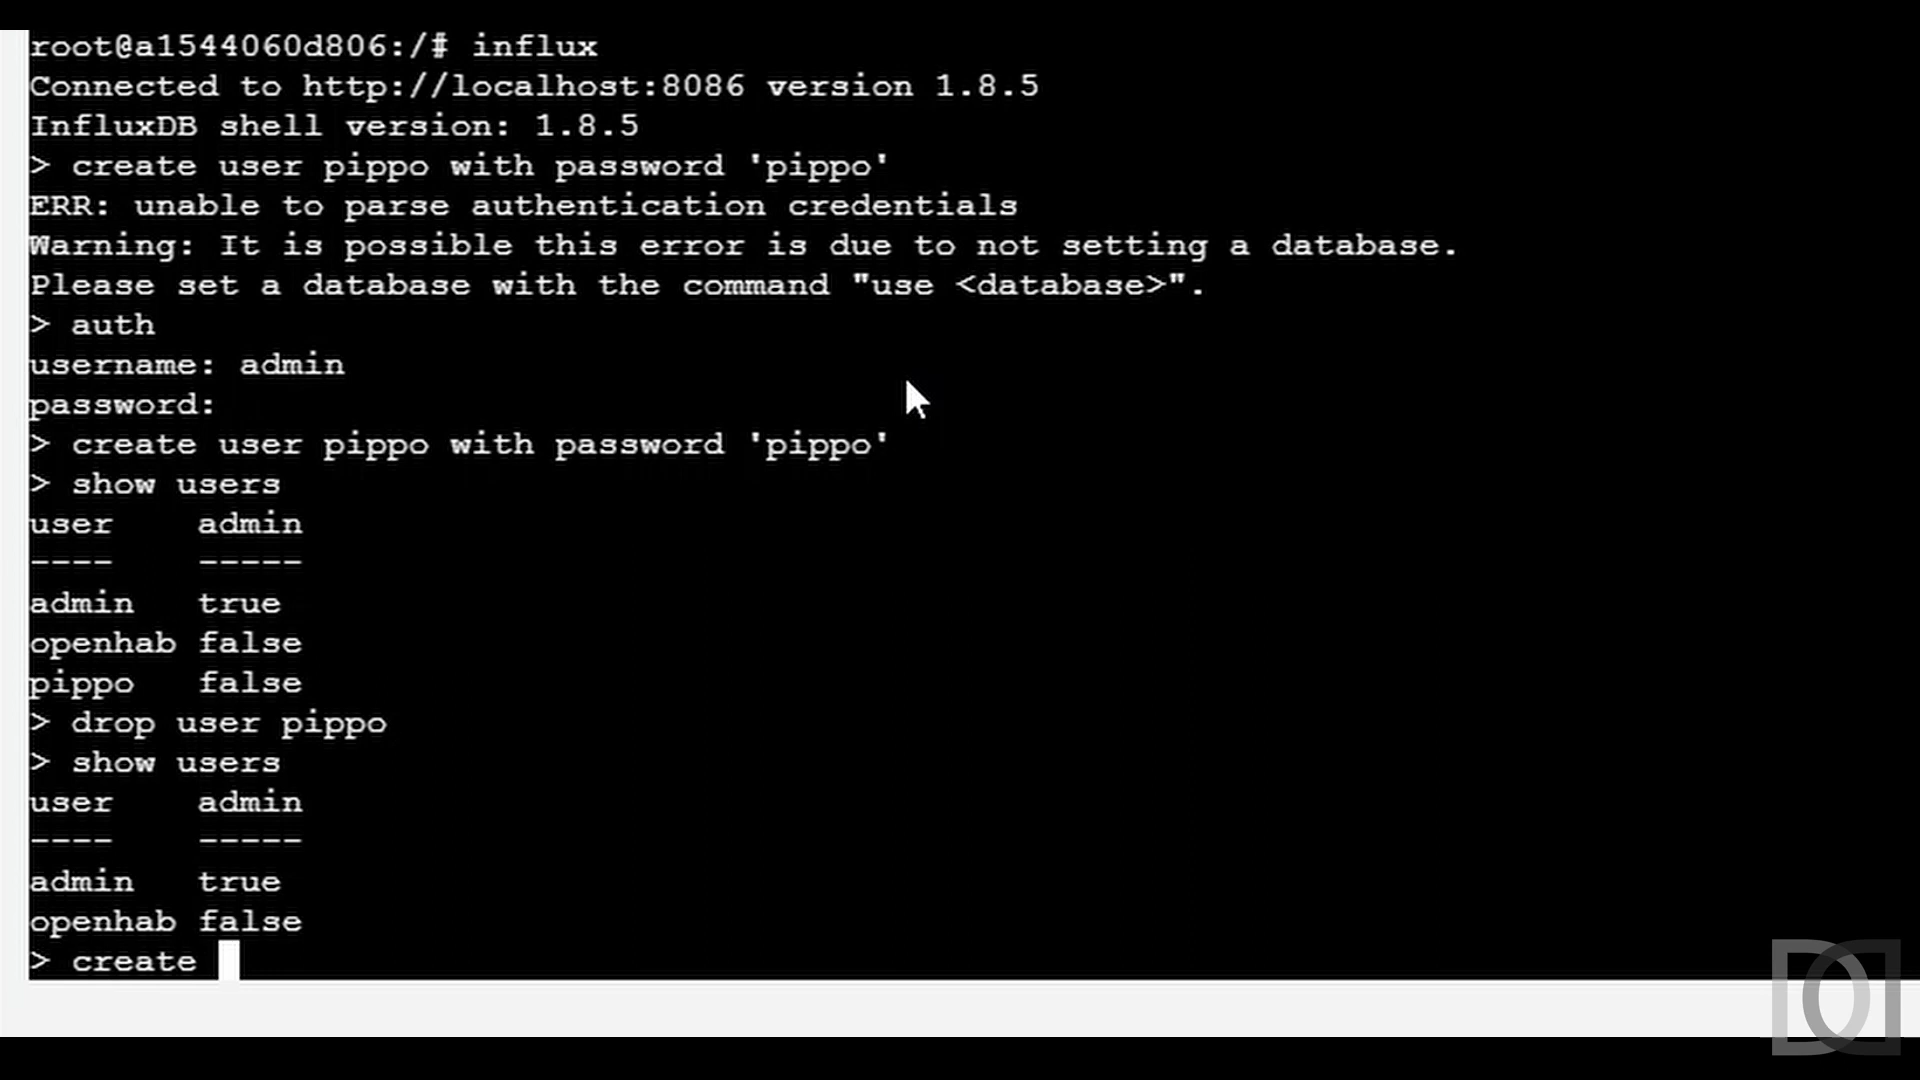 root@a1544060d806:/# influx
Connected to http://localhost:8086 version 1.8.5
InfluxDB shell version: 1.8.5
> create user pippo with password 'pippo'
ERR: unable to parse authentication credentials
Warning: It is possible this error is due to not setting a database.
Please set a database with the command "use <database>".
> auth
username: admin
password:
> create user pippo with password 'pippo'
> show users
user    admin
----    -----
admin   true
openhab false
pippo   false
> drop user pippo
> show users
user    admin
----    -----
admin   true
openhab false
> create